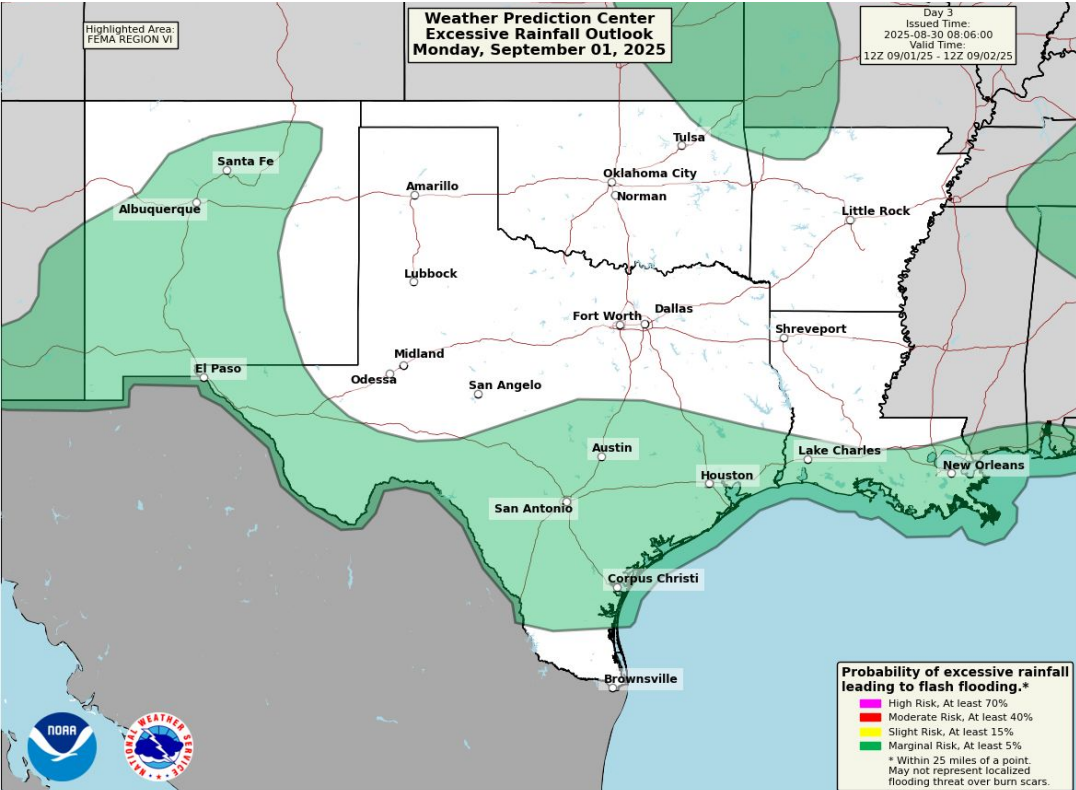 Highlighted Area:
FEMA REGION VI
Weather Prediction Center
Excessive Rainfall Outlook
Monday, September 01, 2025
Day 3
Issued Time:
2025-08-30 08:06:00
Valid Time:
12Z 09/01/25 - 12Z 09/02/25
Tulsa
Santa Fe
Oklahoma City
Amarillo
Norman
Albuquerque
Little Rock
Lubbock
Dallas
Fort Worth
Shreveport
Midland
El Paso
Odessa
San Angelo
Austin
Lake Charles
New Orleans
Houston
San Antonio
Corpus Christi
Brownsville
Probability of excessive rainfall
leading to flash flooding.*
High Risk, At least 70%
Moderate Risk, At least 40%
Slight Risk, At least 15%
Marginal Risk, At least 5%
* Within 25 miles of a point.
May not represent localized
flooding threat over burn scars.
NOAA
NATIONAL WEATHER SERVICE